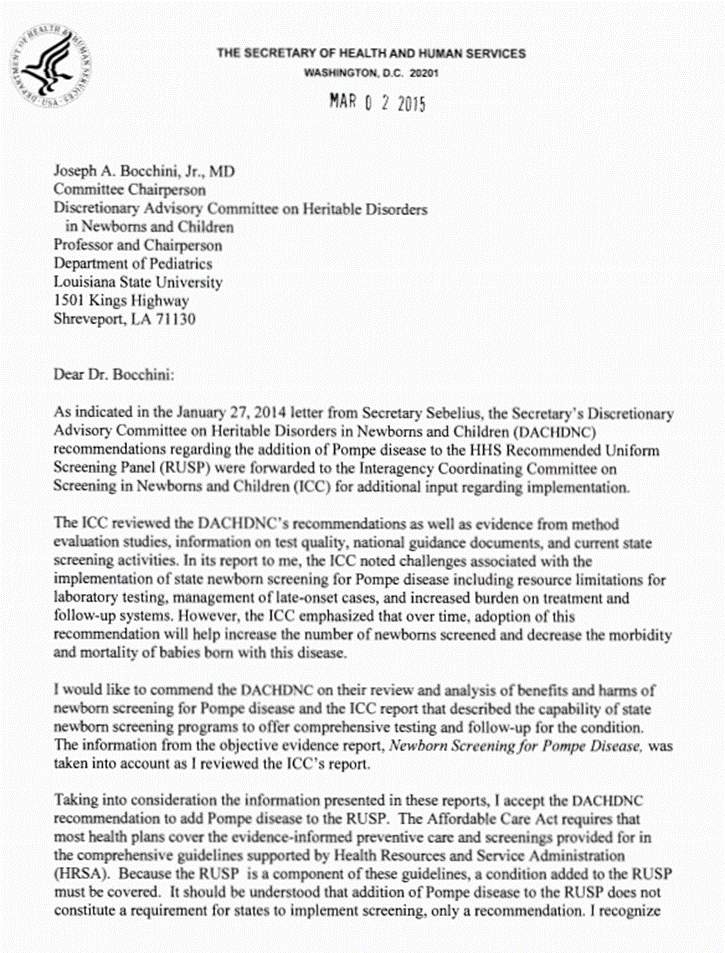 DEPARTMENT OF HEALTH & HUMAN SERVICES · USA
THE SECRETARY OF HEALTH AND HUMAN SERVICES
WASHINGTON, D.C. 20201
MAR 0 2 2015
Joseph A. Bocchini, Jr., MD
Committee Chairperson
Discretionary Advisory Committee on Heritable Disorders
in Newborns and Children
Professor and Chairperson
Department of Pediatrics
Louisiana State University
1501 Kings Highway
Shreveport, LA 71130
Dear Dr. Bocchini:
As indicated in the January 27, 2014 letter from Secretary Sebelius, the Secretary's Discretionary
Advisory Committee on Heritable Disorders in Newborns and Children (DACHDNC)
recommendations regarding the addition of Pompe disease to the HHS Recommended Uniform
Screening Panel (RUSP) were forwarded to the Interagency Coordinating Committee on
Screening in Newborns and Children (ICC) for additional input regarding implementation.
The ICC reviewed the DACHDNC's recommendations as well as evidence from method
evaluation studies, information on test quality, national guidance documents, and current state
screening activities. In its report to me, the ICC noted challenges associated with the
implementation of state newborn screening for Pompe disease including resource limitations for
laboratory testing, management of late-onset cases, and increased burden on treatment and
follow-up systems. However, the ICC emphasized that over time, adoption of this
recommendation will help increase the number of newborns screened and decrease the morbidity
and mortality of babies born with this disease.
I would like to commend the DACHDNC on their review and analysis of benefits and harms of
newborn screening for Pompe disease and the ICC report that described the capability of state
newborn screening programs to offer comprehensive testing and follow-up for the condition.
The information from the objective evidence report, Newborn Screening for Pompe Disease, was
taken into account as I reviewed the ICC's report.
Taking into consideration the information presented in these reports, I accept the DACHDNC
recommendation to add Pompe disease to the RUSP. The Affordable Care Act requires that
most health plans cover the evidence-informed preventive care and screenings provided for in
the comprehensive guidelines supported by Health Resources and Service Administration
(HRSA). Because the RUSP is a component of these guidelines, a condition added to the RUSP
must be covered. It should be understood that addition of Pompe disease to the RUSP does not
constitute a requirement for states to implement screening, only a recommendation. I recognize